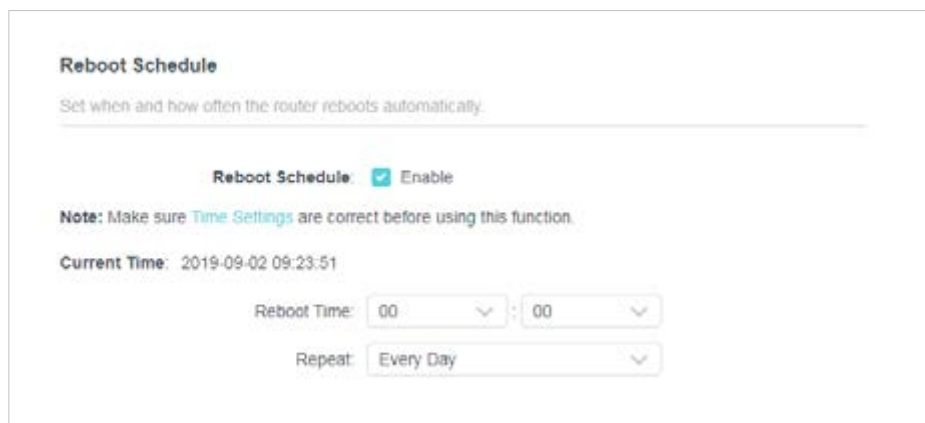 Reboot Schedule
Set when and how often the router reboots automatically.
Reboot Schedule: Enable
Note: Make sure Time Settings are correct before using this function.
Current Time: 2019-09-02 09:23:51
Reboot Time: 00 : 00
Repeat: Every Day